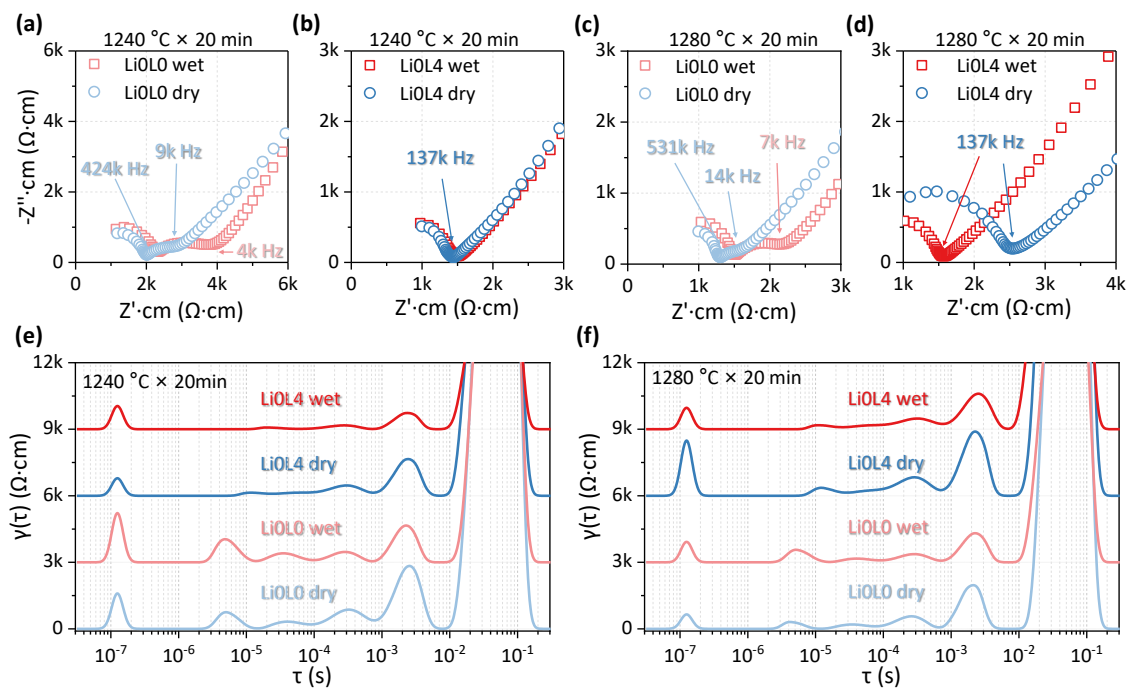 (a)
1240 °C × 20 min
6k
4k
2k
0
-Z''·cm (Ω·cm)
Li0L0 wet
Li0L0 dry
424k Hz
9k Hz
4k Hz
0 2k 4k 6k
Z'·cm (Ω·cm)
(b)
1240 °C × 20 min
3k
2k
1k
0
Li0L4 wet
Li0L4 dry
137k Hz
0 1k 2k 3k
Z'·cm (Ω·cm)
(c)
1280 °C × 20 min
3k
2k
1k
0
Li0L0 wet
Li0L0 dry
531k Hz
14k Hz
7k Hz
0 1k 2k 3k
Z'·cm (Ω·cm)
(d)
1280 °C × 20 min
3k
2k
1k
0
Li0L4 wet
Li0L4 dry
137k Hz
1k 2k 3k 4k
Z'·cm (Ω·cm)
(e)
12k
9k
6k
3k
0
γ(τ) (Ω·cm)
1240 °C × 20min
Li0L4 wet
Li0L4 dry
Li0L0 wet
Li0L0 dry
10⁻⁷ 10⁻⁶ 10⁻⁵ 10⁻⁴ 10⁻³ 10⁻² 10⁻¹
τ (s)
(f)
12k
9k
6k
3k
0
γ(τ) (Ω·cm)
1280 °C × 20 min
Li0L4 wet
Li0L4 dry
Li0L0 wet
Li0L0 dry
10⁻⁷ 10⁻⁶ 10⁻⁵ 10⁻⁴ 10⁻³ 10⁻² 10⁻¹
τ (s)